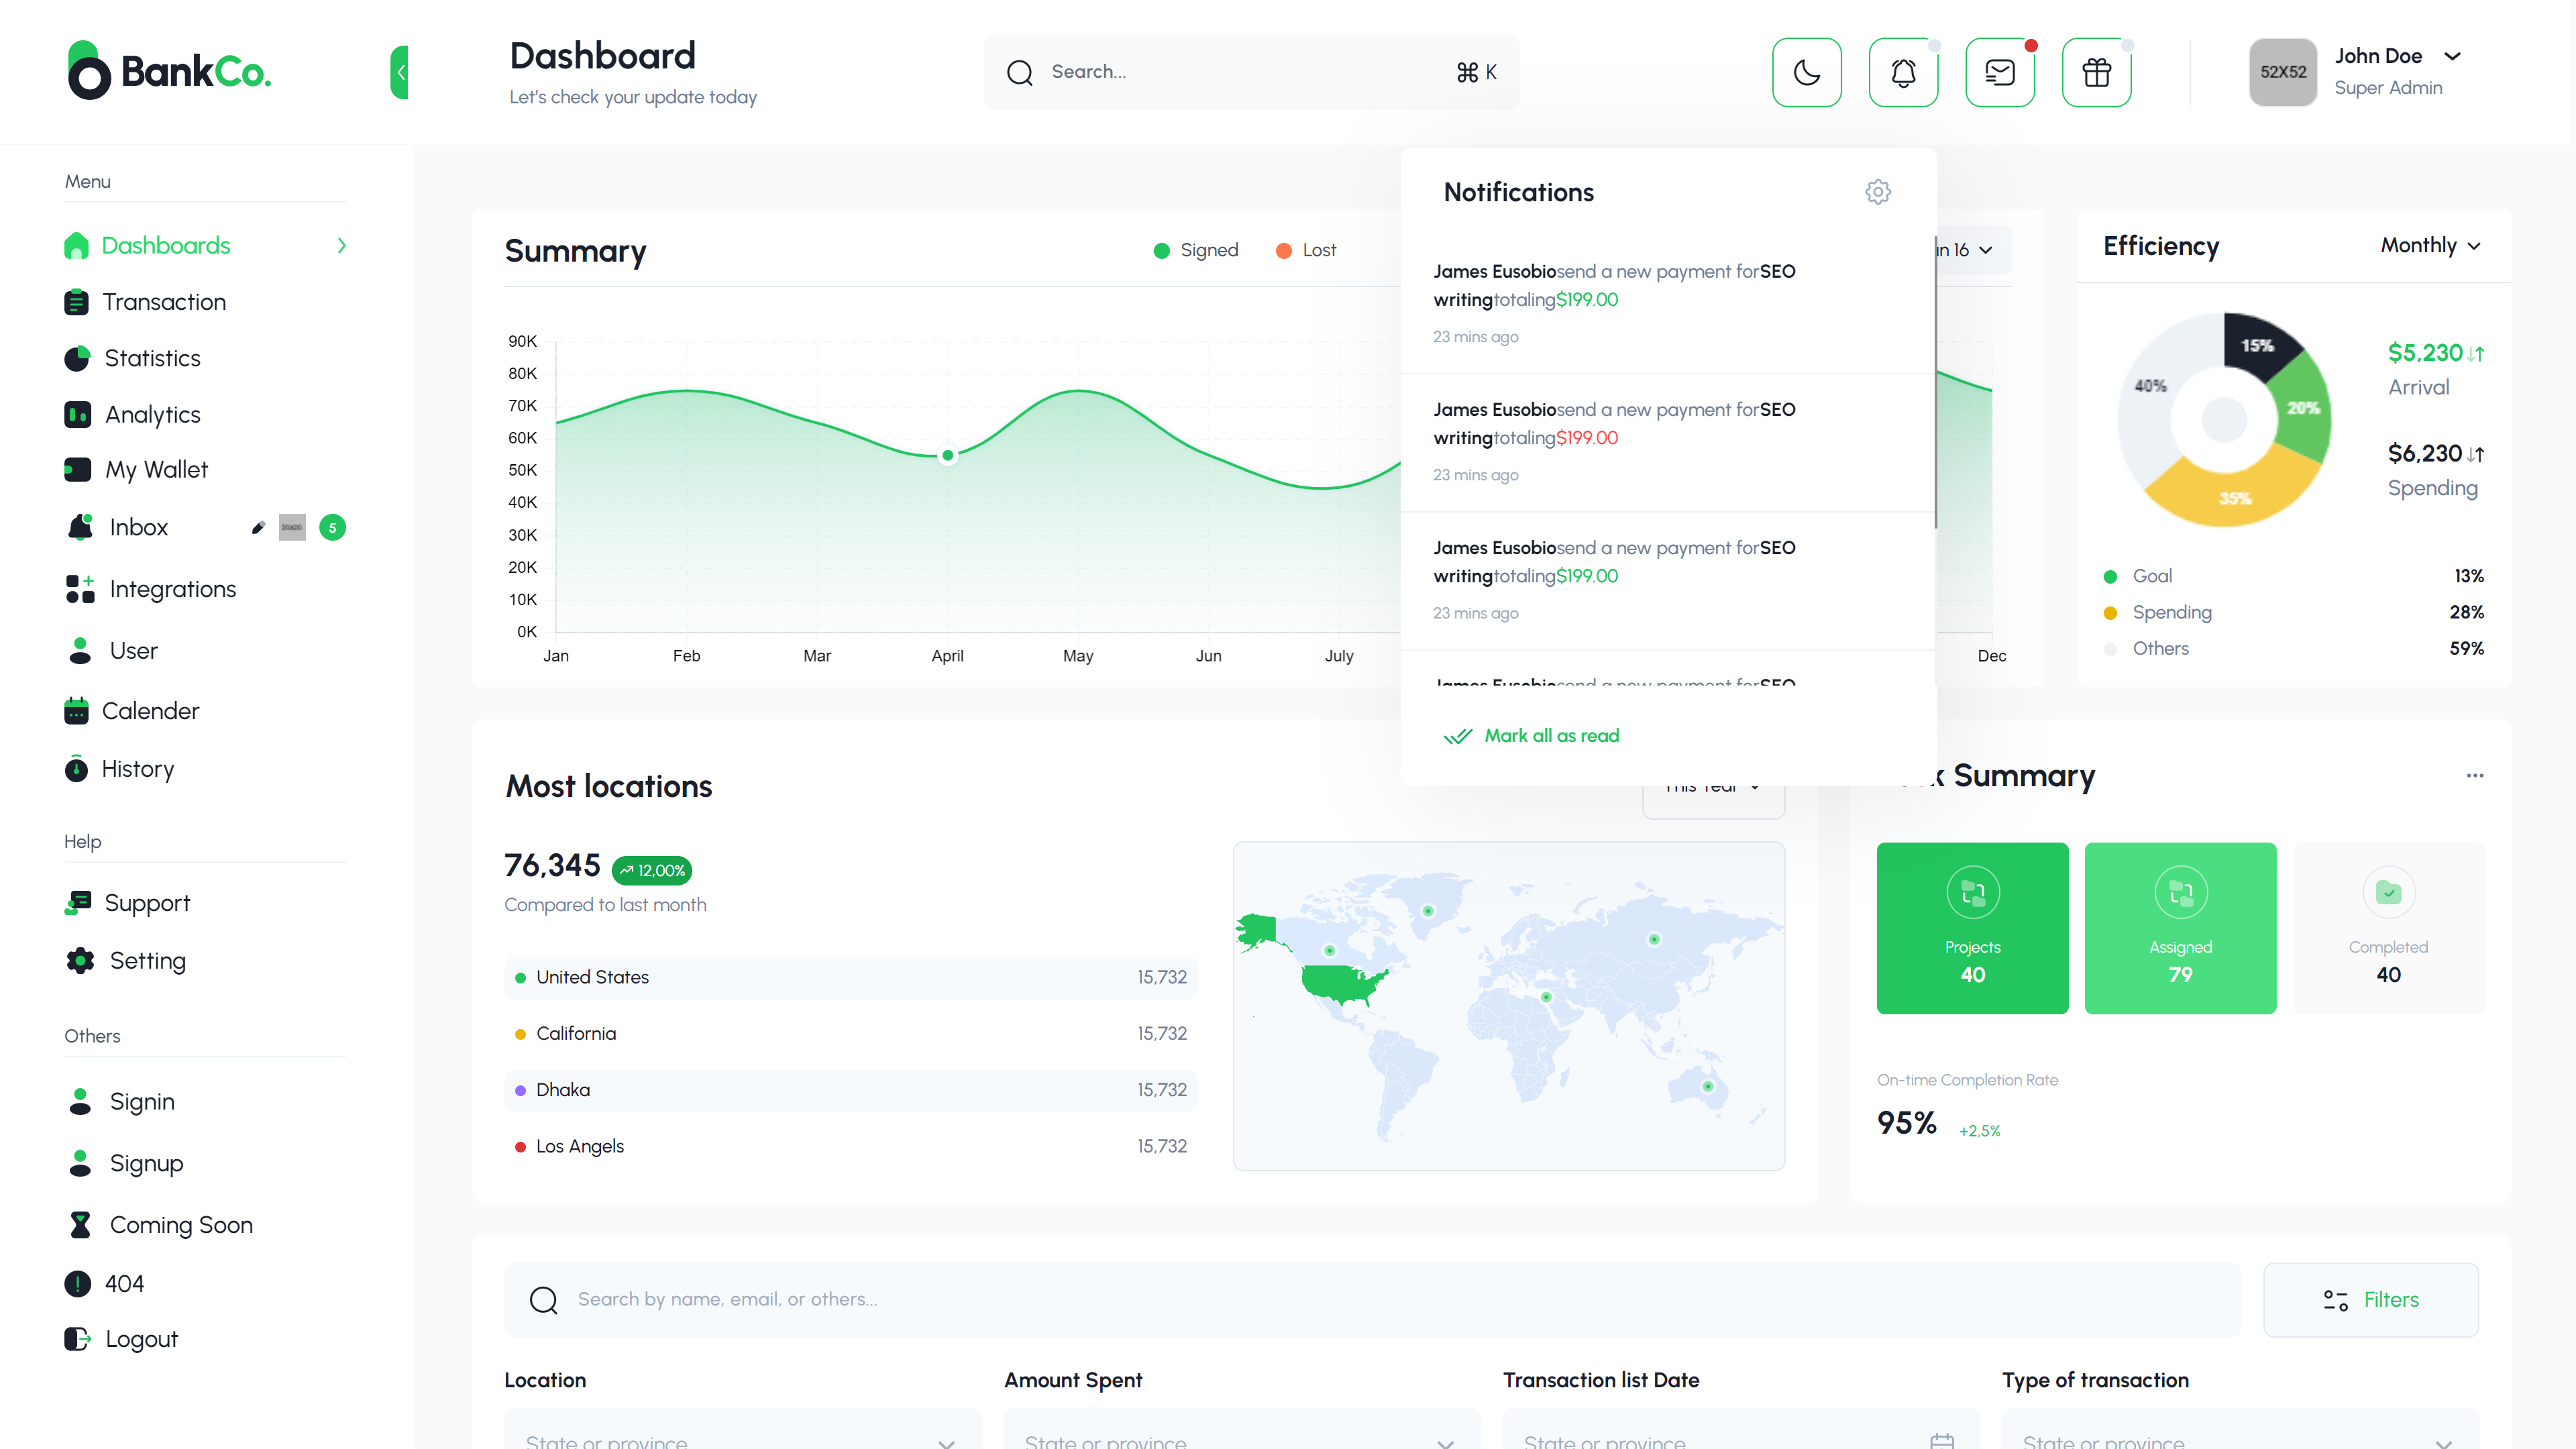 BankCo.
Dashboard
Let's check your update today
Search...
⌘ K
52X52
John Doe
Super Admin
Menu
Dashboards
Transaction
Statistics
Analytics
My Wallet
Inbox
20X20
5
Integrations
User
Calender
History
Help
Support
Setting
Others
Signin
Signup
Coming Soon
404
Logout
Summary
Signed
Lost
n 16
90K
80K
70K
60K
50K
40K
30K
20K
10K
0K
Jan
Feb
Mar
April
May
Jun
July
Dec
Notifications
James Eusobiosend a new payment forSEO
writingtotaling$199.00
23 mins ago
James Eusobiosend a new payment forSEO
writingtotaling$199.00
23 mins ago
James Eusobiosend a new payment forSEO
writingtotaling$199.00
23 mins ago
James Eusobiosend a new payment forSEO
Mark all as read
Efficiency
Monthly
15%
20%
35%
40%
$5,230
Arrival
$6,230
Spending
Goal
13%
Spending
28%
Others
59%
Most locations
This Year
76,345
12,00%
Compared to last month
United States
15,732
California
15,732
Dhaka
15,732
Los Angels
15,732
k Summary
...
Projects
40
Assigned
79
Completed
40
On-time Completion Rate
95%
+2,5%
Search by name, email, or others...
Filters
Location
Amount Spent
Transaction list Date
Type of transaction
State or province
State or province
State or province
State or province